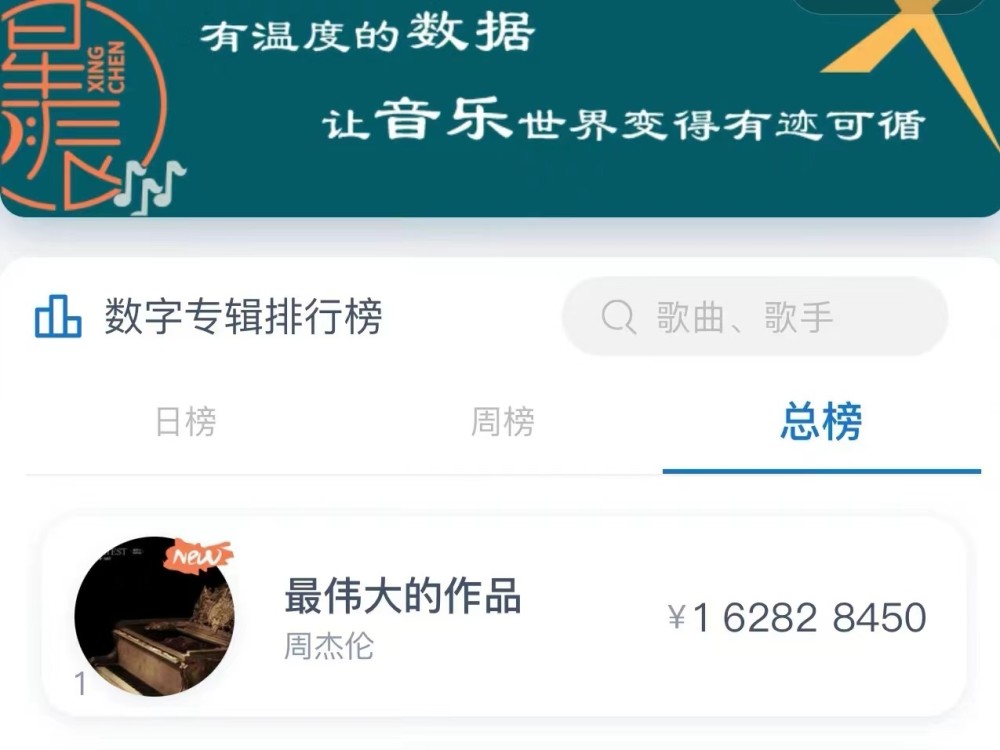 有温度的数据
让音乐世界变得有迹可循
星辰
XING
CHEN
数字专辑排行榜
歌曲、歌手
日榜
周榜
总榜
New
最伟大的作品
¥1 6282 8450
周杰伦
1